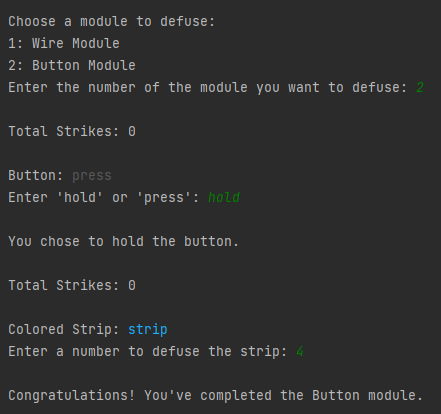 Choose a module to defuse:
1: Wire Module
2: Button Module
Enter the number of the module you want to defuse: 2
Total Strikes: 0
Button: press
Enter 'hold' or 'press': hold
You chose to hold the button.
Total Strikes: 0
Colored Strip: strip
Enter a number to defuse the strip: 4
Congratulations! You've completed the Button module.